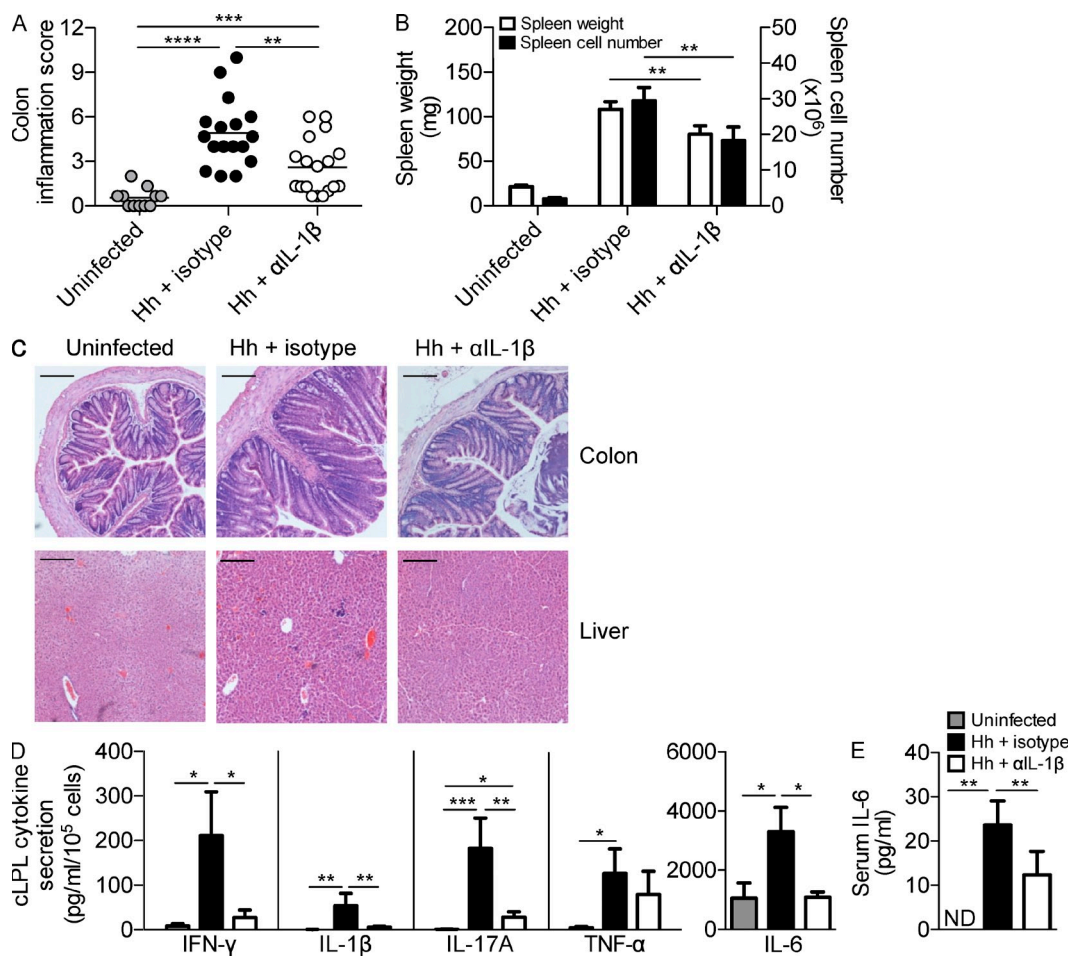 A
Colon
inflammation score
12
9
6
3
0
***
****
**
Uninfected
Hh + isotype
Hh + αIL-1β
B
Spleen weight
Spleen cell number
Spleen weight
(mg)
200
150
100
50
0
**
**
50
40
30
20
10
0
Spleen cell number
(x10⁶)
Uninfected
Hh + isotype
Hh + αIL-1β
C
Uninfected
Hh + isotype
Hh + αIL-1β
Colon
Liver
D
cLPL cytokine
secretion
(pg/ml/10⁵ cells)
400
300
200
100
0
* *
** **
*
*** **
*
IFN-γ
IL-1β
IL-17A
TNF-α
6000
4000
2000
0
* *
IL-6
Uninfected
Hh + isotype
Hh + αIL-1β
E
Serum IL-6
(pg/ml)
40
30
20
10
0
** **
ND